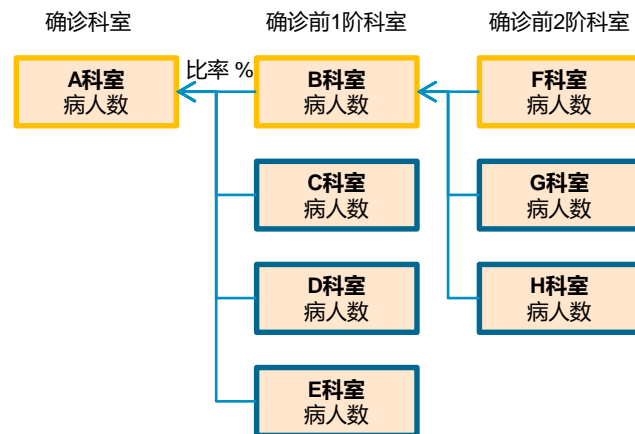 确诊科室
确诊前1阶科室
确诊前2阶科室
A科室
病人数
比率 %
B科室
病人数
F科室
病人数
C科室
病人数
G科室
病人数
D科室
病人数
H科室
病人数
E科室
病人数